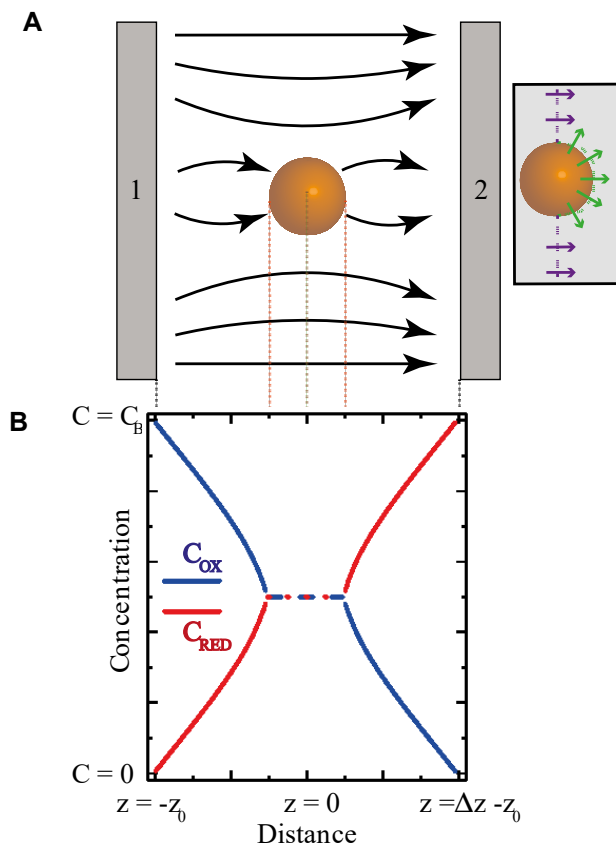 A
1
2
B
C = C_B
C_OX
C_RED
Concentration
C = 0
z = -z_0
z = 0
z = Δz -z_0
Distance